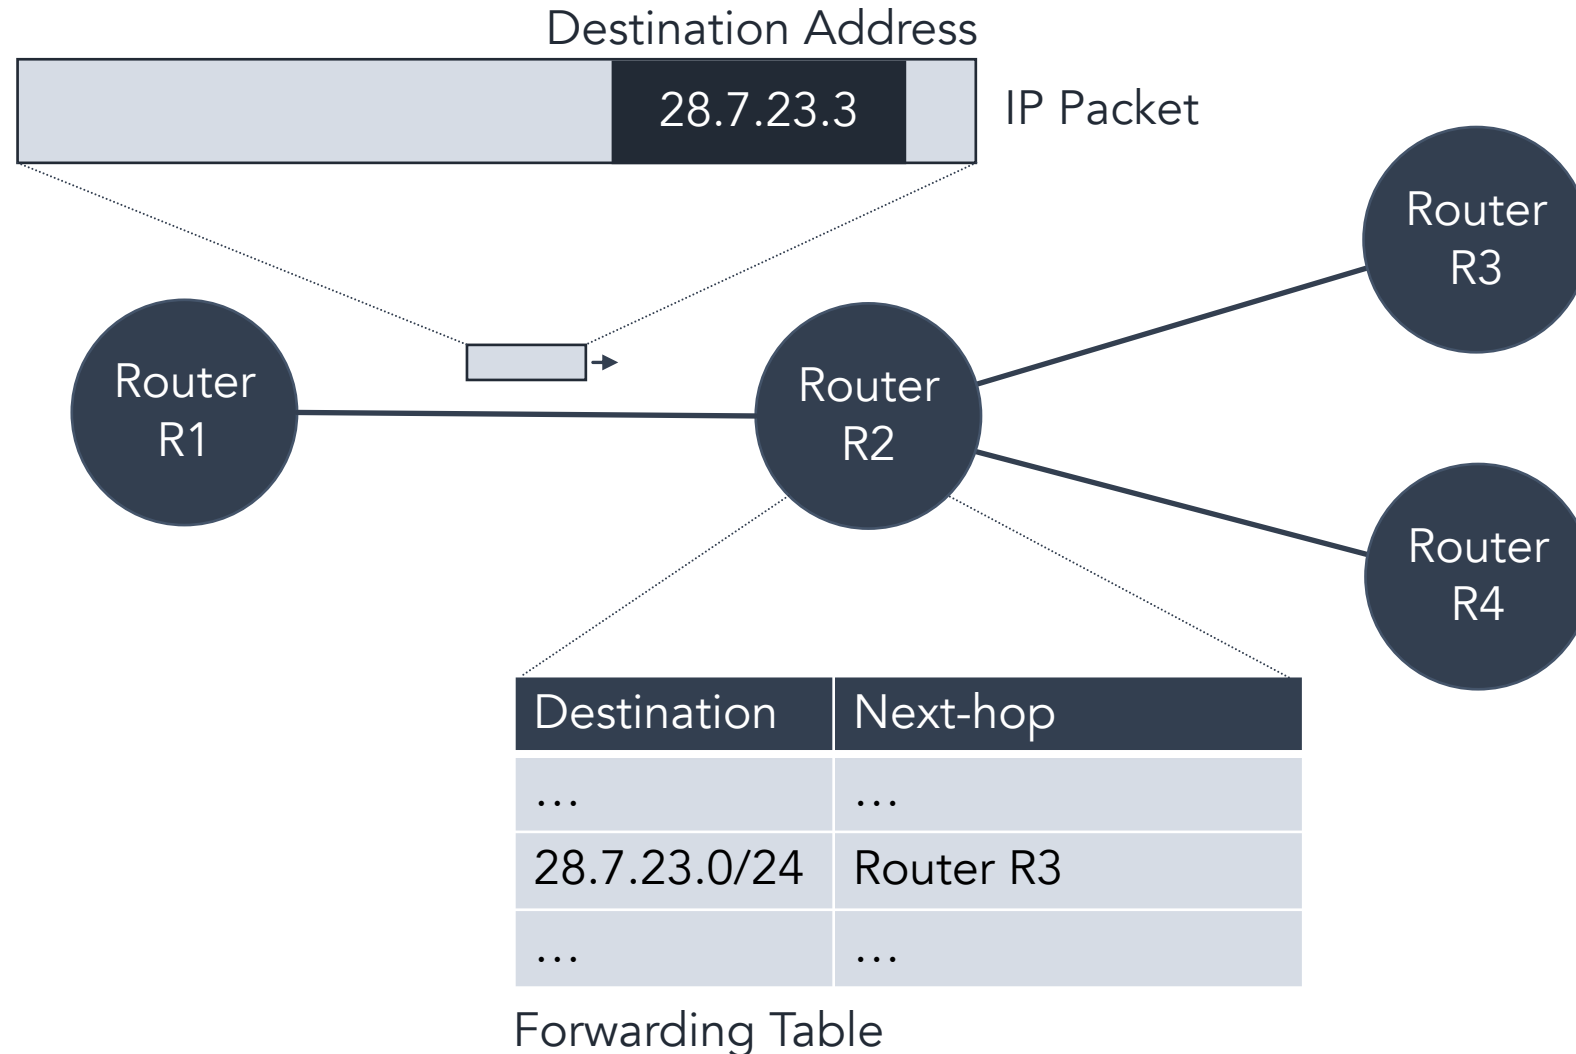 Destination Address
28.7.23.3
IP Packet
Router
R3
Router
R1
Router
R2
Router
R4
Destination Next-hop
… …
28.7.23.0/24 Router R3
… …
Forwarding Table